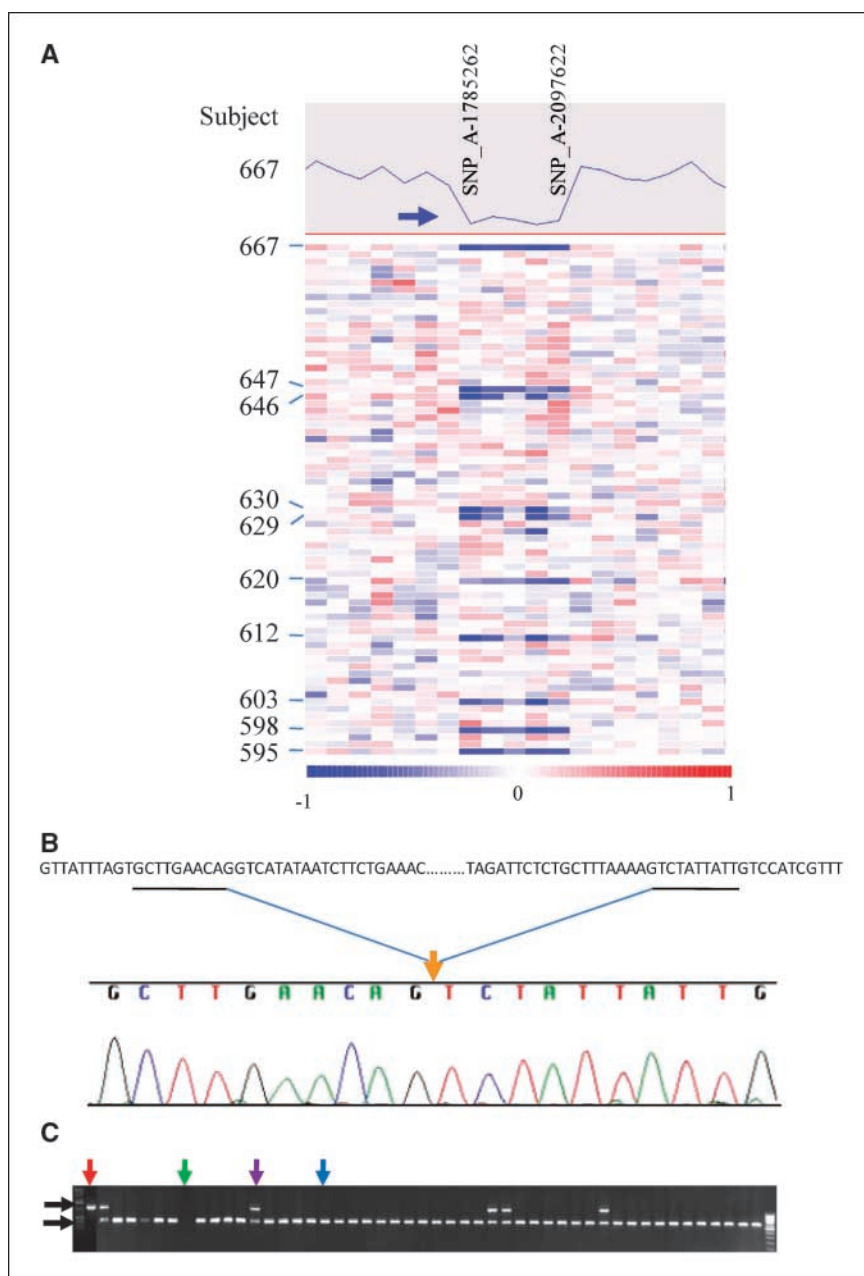 A
Subject
SNP_A-1785262
SNP_A-2097622
667
667
647
646
630
629
620
612
603
598
595
-1 0 1
B
GTTATTTAGTGCTTGAACAGGTCATATAATCTTCTGAAAC.........TAGATTCTCTGCTTTAAAAGTCTATTATTGTCCATCGTTT
G C T T G A A C A G T C T A T T A T T G
C